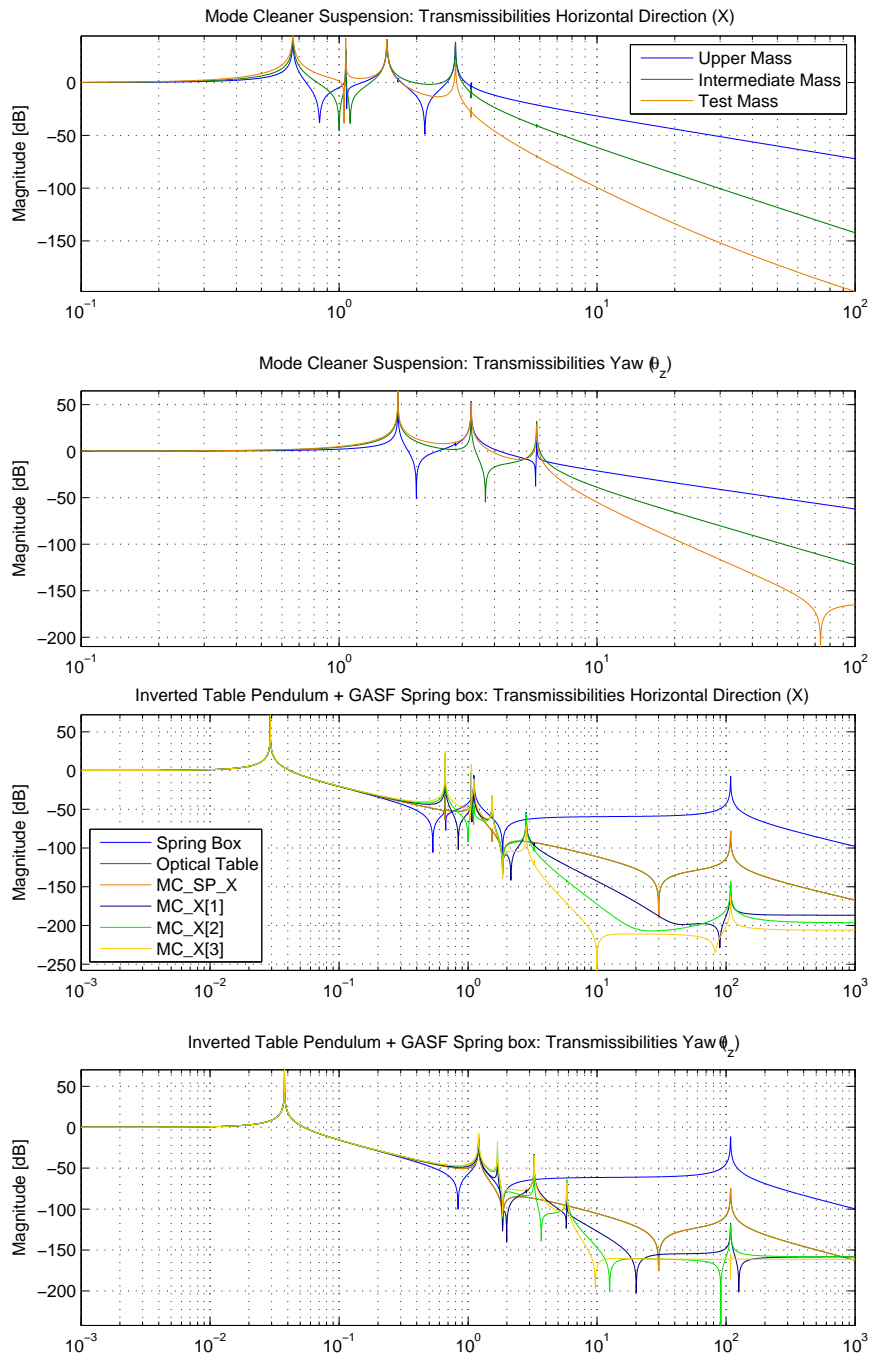 Mode Cleaner Suspension: Transmissibilities Horizontal Direction (X)
Magnitude [dB]
0
−50
−100
−150
Upper Mass
Intermediate Mass
Test Mass
10^−1 10^0 10^1 10^2
Mode Cleaner Suspension: Transmissibilities Yaw (θ_z)
Magnitude [dB]
50
0
−50
−100
−150
−200
10^−1 10^0 10^1 10^2
Inverted Table Pendulum + GASF Spring box: Transmissibilities Horizontal Direction (X)
Magnitude [dB]
50
0
−50
−100
−150
−200
−250
Spring Box
Optical Table
MC_SP_X
MC_X[1]
MC_X[2]
MC_X[3]
10^−3 10^−2 10^−1 10^0 10^1 10^2 10^3
Inverted Table Pendulum + GASF Spring box: Transmissibilities Yaw (θ_z)
Magnitude [dB]
50
0
−50
−100
−150
−200
10^−3 10^−2 10^−1 10^0 10^1 10^2 10^3